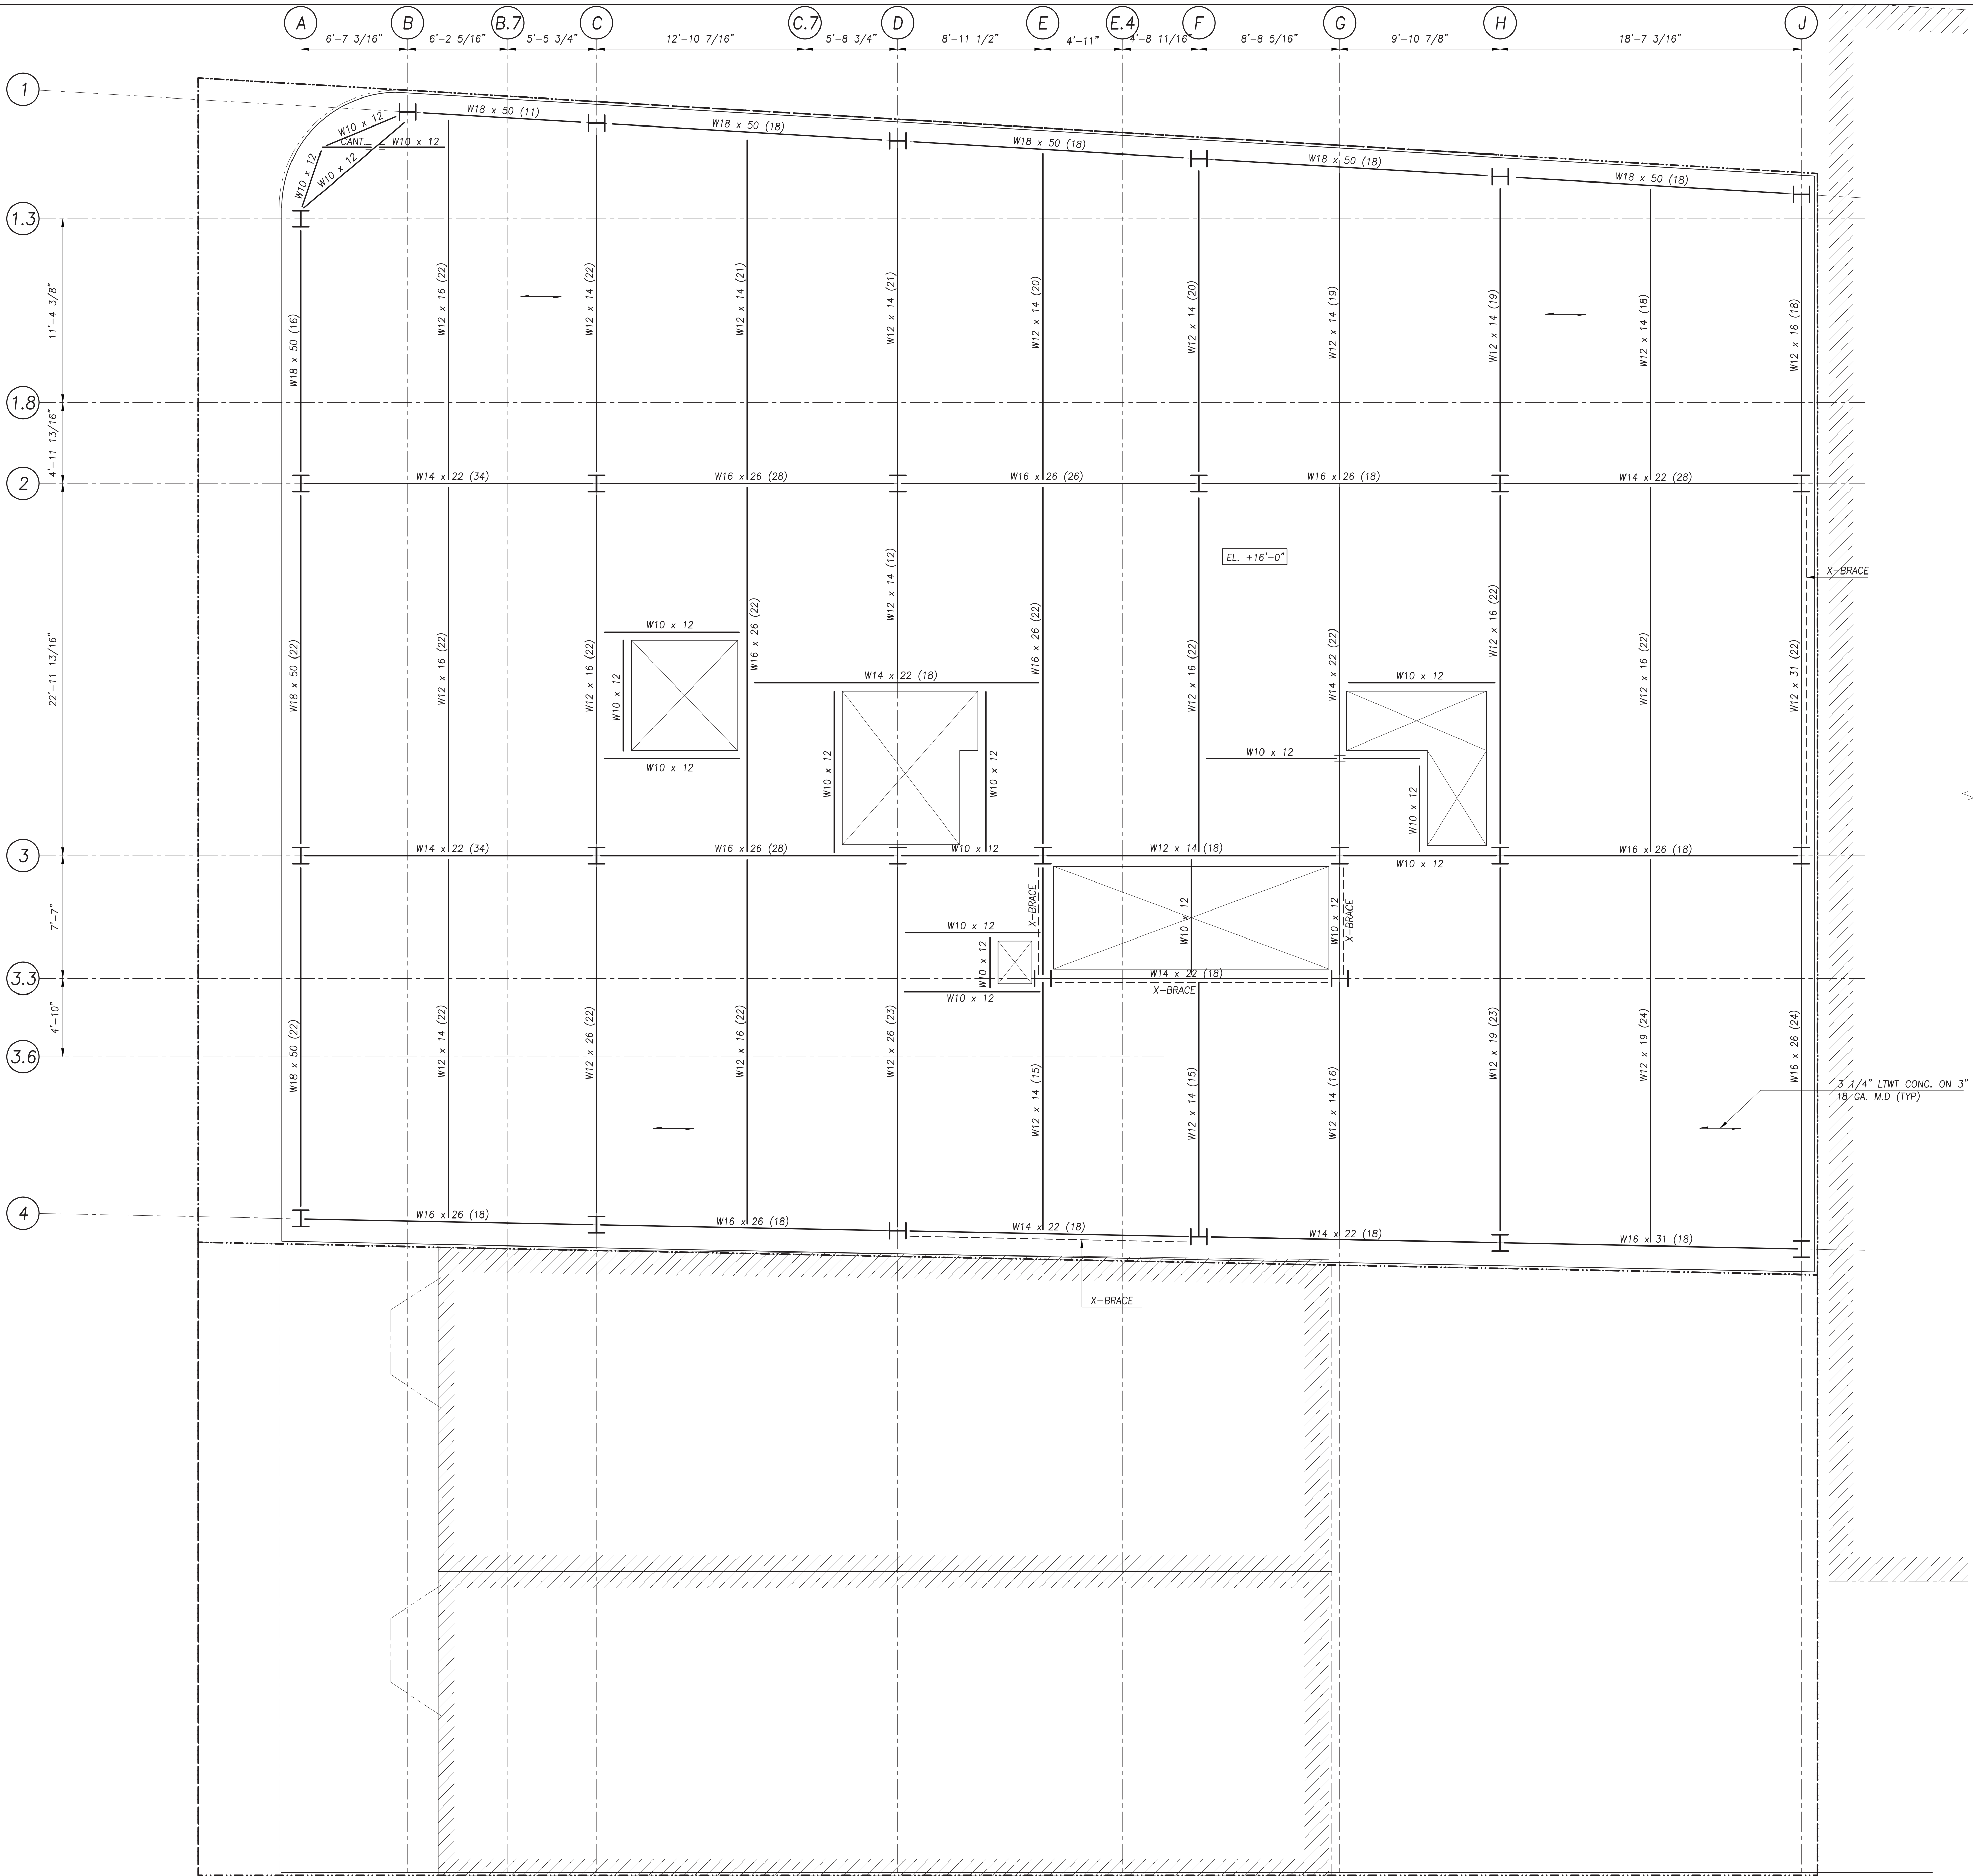 A B B.7 C C.7 D E E.4 F G H J
6'-7 3/16" 6'-2 5/16" 5'-5 3/4" 12'-10 7/16" 5'-8 3/4" 8'-11 1/2" 4'-11" 4'-8 11/16" 8'-8 5/16" 9'-10 7/8" 18'-7 3/16"
1
W18 x 50 (11)
W18 x 50 (18)
W18 x 50 (18)
W18 x 50 (18)
W18 x 50 (18)
W10 x 12
CANT.
W10 x 12
W10 x 12
W10 x 12
1.3
11'-4 3/8"
W18 x 50 (16)
W12 x 16 (22)
W12 x 14 (22)
W12 x 14 (21)
W12 x 14 (21)
W12 x 14 (20)
W12 x 14 (20)
W12 x 14 (19)
W12 x 14 (19)
W12 x 14 (18)
W12 x 16 (18)
1.8
4'-11 13/16"
2
W14 x 22 (34)
W16 x 26 (28)
W16 x 26 (26)
W16 x 26 (18)
W14 x 22 (28)
EL. +16'-0"
X-BRACE
22'-11 13/16"
W18 x 50 (22)
W12 x 16 (22)
W12 x 16 (22)
W10 x 12
W10 x 12
W10 x 12
W16 x 26 (22)
W12 x 14 (12)
W14 x 22 (18)
W10 x 12
W10 x 12
W16 x 26 (22)
W12 x 16 (22)
W14 x 22 (22)
W10 x 12
W10 x 12
W10 x 12
W12 x 16 (22)
W12 x 16 (22)
W12 x 31 (22)
3
W14 x 22 (34)
W16 x 26 (28)
W10 x 12
W12 x 14 (18)
W10 x 12
W16 x 26 (18)
7'-7"
X-BRACE
W10 x 12
W10 x 12
X-BRACE
W10 x 12
W10 x 12
W10 x 12
3.3
W14 x 22 (18)
X-BRACE
4'-10"
3.6
W18 x 50 (22)
W12 x 14 (22)
W12 x 26 (22)
W12 x 16 (22)
W12 x 26 (23)
W12 x 14 (15)
W12 x 14 (15)
W12 x 14 (16)
W12 x 19 (23)
W12 x 19 (24)
W16 x 26 (24)
3 1/4" LTWT CONC. ON 3"
18 GA. M.D (TYP)
4
W16 x 26 (18)
W16 x 26 (18)
W14 x 22 (18)
W14 x 22 (18)
W16 x 31 (18)
X-BRACE